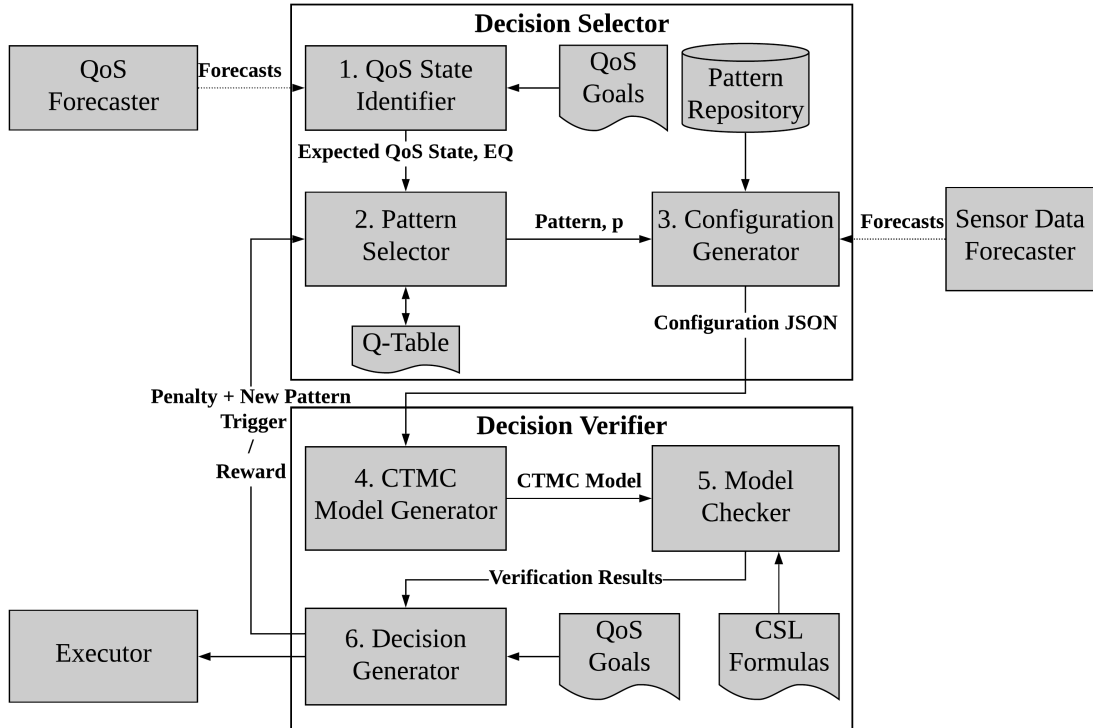 Decision Selector
QoS
Forecaster
Forecasts
1. QoS State
Identifier
QoS
Goals
Pattern
Repository
Expected QoS State, EQ
2. Pattern
Selector
Pattern, p
3. Configuration
Generator
Forecasts
Sensor Data
Forecaster
Q-Table
Configuration JSON
Penalty + New Pattern
Trigger
/
Reward
Decision Verifier
4. CTMC
Model Generator
CTMC Model
5. Model
Checker
Verification Results
Executor
6. Decision
Generator
QoS
Goals
CSL
Formulas